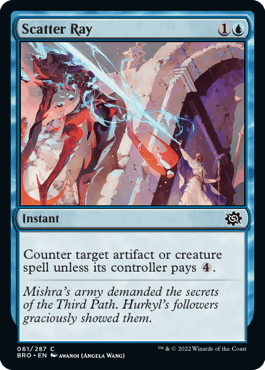 Scatter Ray 1
Instant
Counter target artifact or creature
spell unless its controller pays 4.
Mishra's army demanded the secrets
of the Third Path. Hurkyl's followers
graciously showed them.
061/287 C
BRO • EN AWANQI (ANGELA WANG)
™ & © 2022 Wizards of the Coast